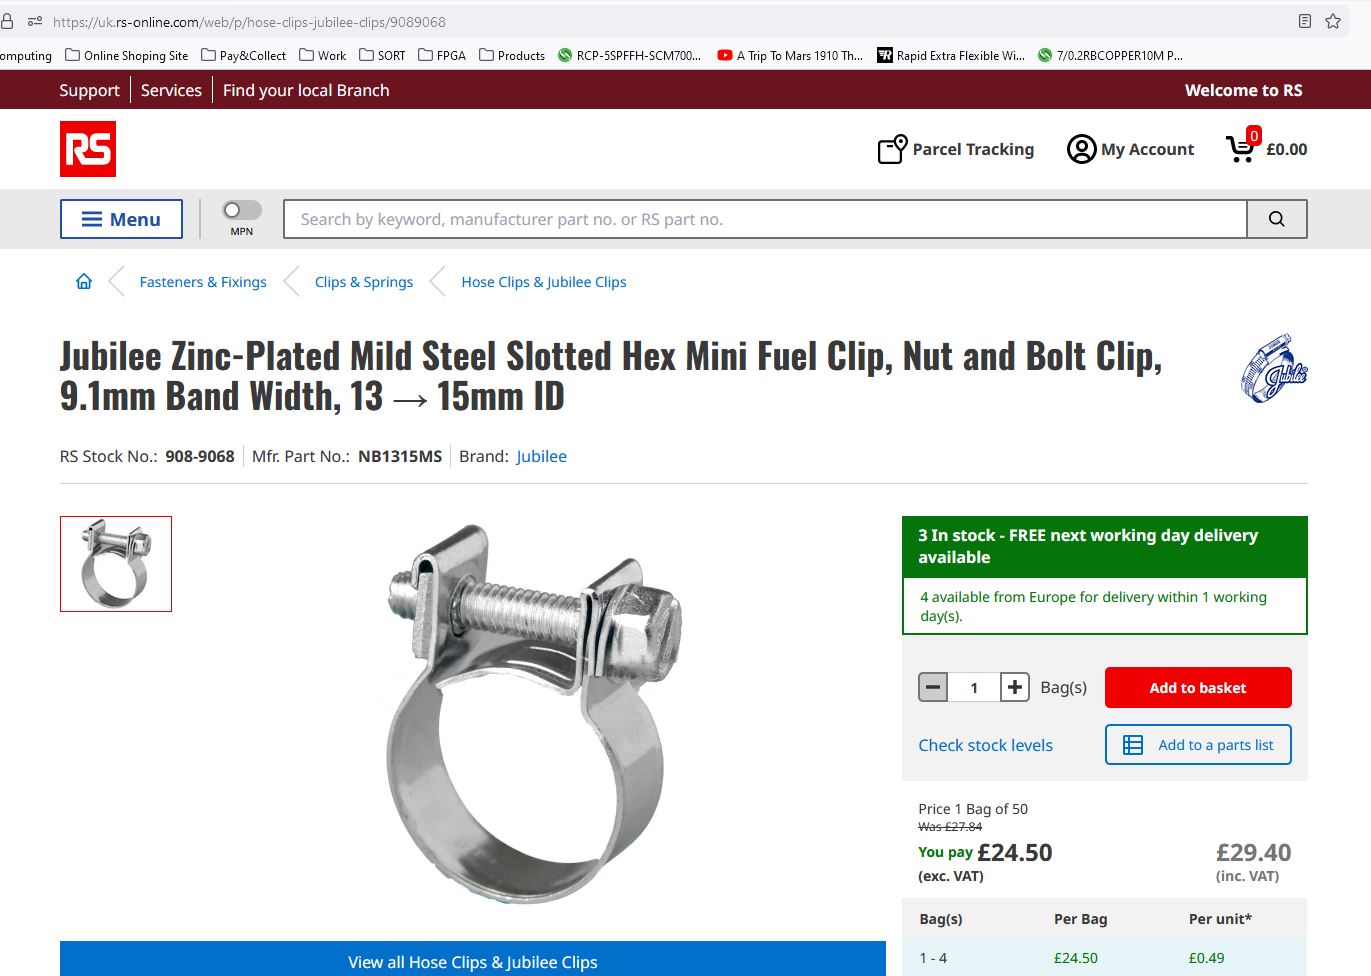 https://uk.rs-online.com/web/p/hose-clips-jubilee-clips/9089068
omputing Online Shoping Site Pay&Collect Work SORT FPGA Products RCP-5SPFFH-SCM700... A Trip To Mars 1910 Th... Rapid Extra Flexible Wi... 7/0.2RBCOPPER10M P...
Support Services Find your local Branch Welcome to RS
RS Parcel Tracking My Account 0 £0.00
Menu MPN Search by keyword, manufacturer part no. or RS part no.
Fasteners & Fixings Clips & Springs Hose Clips & Jubilee Clips
Jubilee Zinc-Plated Mild Steel Slotted Hex Mini Fuel Clip, Nut and Bolt Clip,
9.1mm Band Width, 13 → 15mm ID
Jubilee
RS Stock No.: 908-9068 Mfr. Part No.: NB1315MS Brand: Jubilee
3 In stock - FREE next working day delivery
available
4 available from Europe for delivery within 1 working
day(s).
1 Bag(s) Add to basket
Check stock levels Add to a parts list
Price 1 Bag of 50
Was £27.84
You pay £24.50 £29.40
(exc. VAT) (inc. VAT)
Bag(s) Per Bag Per unit*
1 - 4 £24.50 £0.49
View all Hose Clips & Jubilee Clips